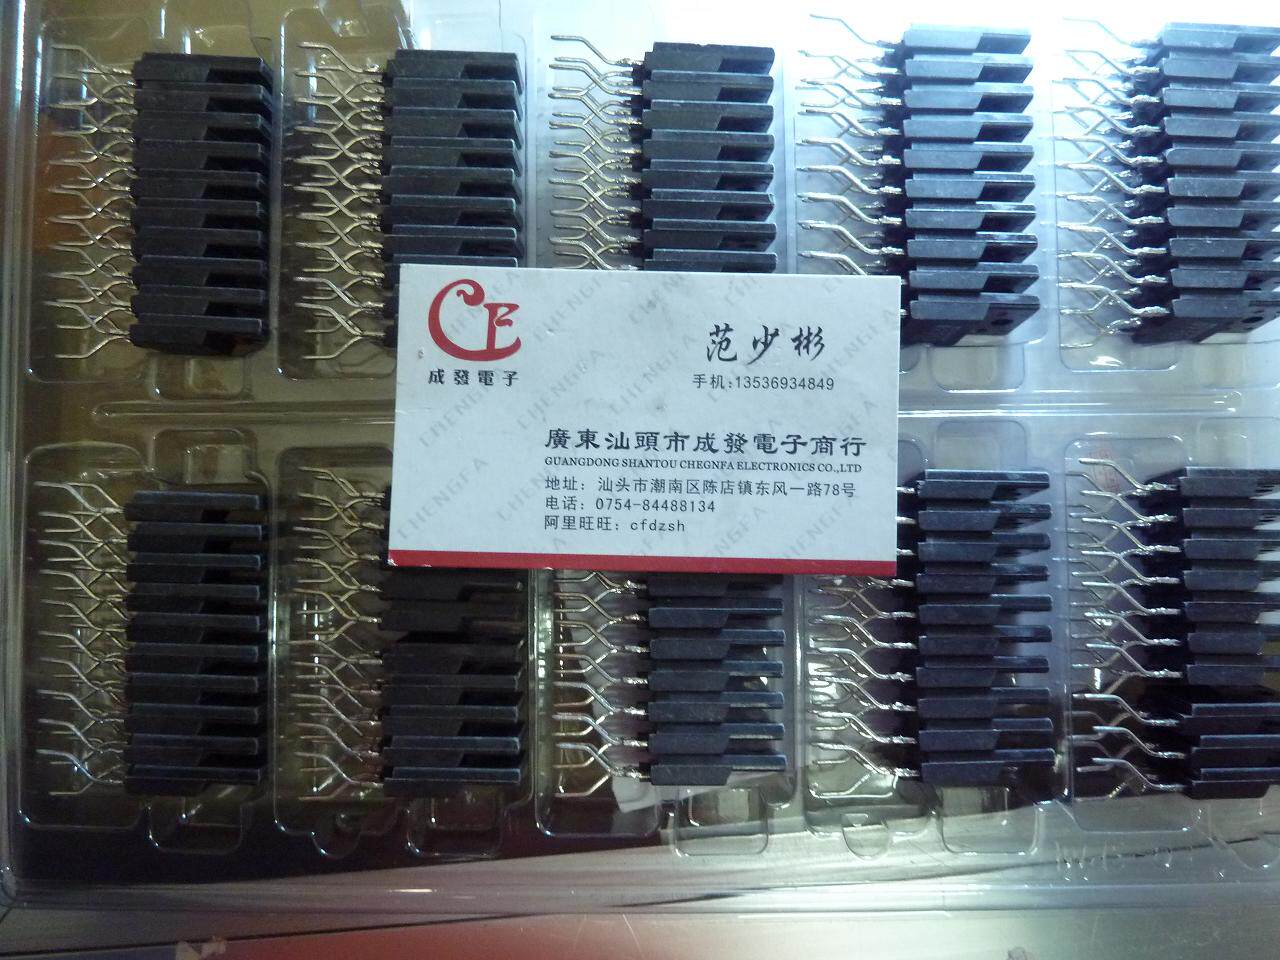 CE
成發電子
范少彬
手机:13536934849
廣東汕頭市成發電子商行
GUANGDONG SHANTOU CHEGNFA ELECTRONICS CO.,LTD
地址: 汕头市潮南区陈店镇东风一路78号
电话: 0754-84488134
阿里旺旺: cfdzsh
CHENGFA